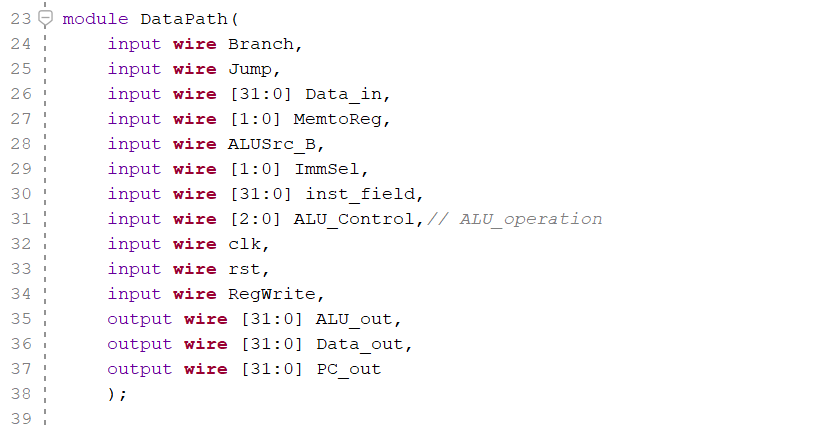 23 module DataPath(
24 input wire Branch,
25 input wire Jump,
26 input wire [31:0] Data_in,
27 input wire [1:0] MemtoReg,
28 input wire ALUSrc_B,
29 input wire [1:0] ImmSel,
30 input wire [31:0] inst_field,
31 input wire [2:0] ALU_Control,// ALU_operation
32 input wire clk,
33 input wire rst,
34 input wire RegWrite,
35 output wire [31:0] ALU_out,
36 output wire [31:0] Data_out,
37 output wire [31:0] PC_out
38 );
39